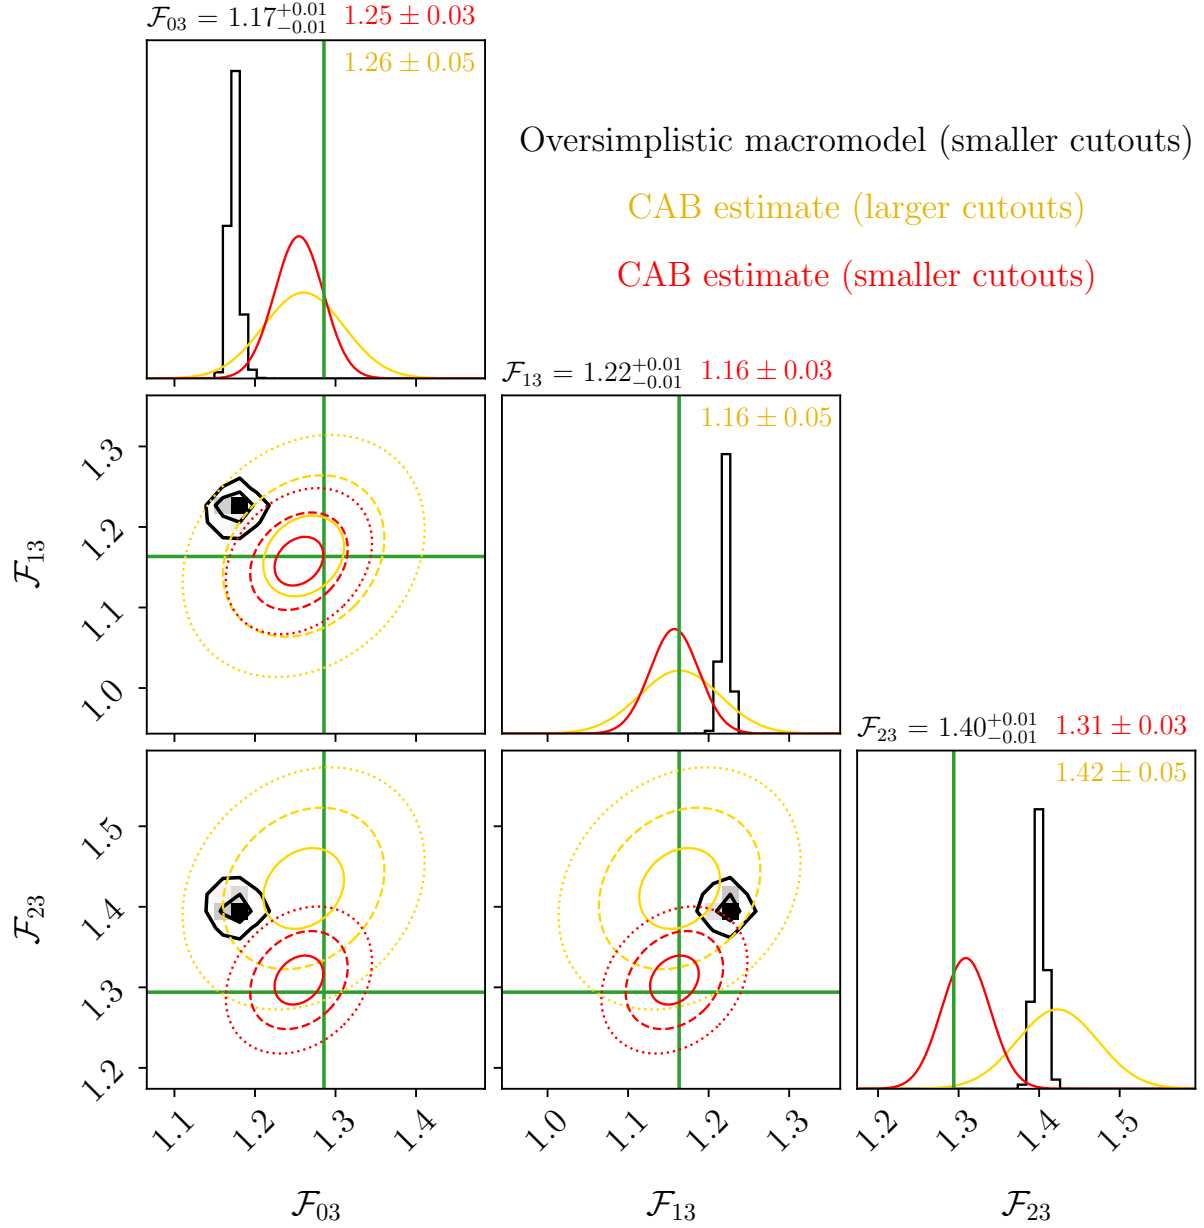 𝓕₀₃ = 1.17⁺⁰·⁰¹₋₀.₀₁ 1.25 ± 0.03
1.26 ± 0.05
Oversimplistic macromodel (smaller cutouts)
CAB estimate (larger cutouts)
CAB estimate (smaller cutouts)
𝓕₁₃ = 1.22⁺⁰·⁰¹₋₀.₀₁ 1.16 ± 0.03
1.16 ± 0.05
1.3
1.2
1.1
1.0
𝓕₁₃
𝓕₂₃ = 1.40⁺⁰·⁰¹₋₀.₀₁ 1.31 ± 0.03
1.42 ± 0.05
1.5
1.4
1.3
1.2
𝓕₂₃
1.1 1.2 1.3 1.4 1.0 1.1 1.2 1.3 1.2 1.3 1.4 1.5
𝓕₀₃ 𝓕₁₃ 𝓕₂₃